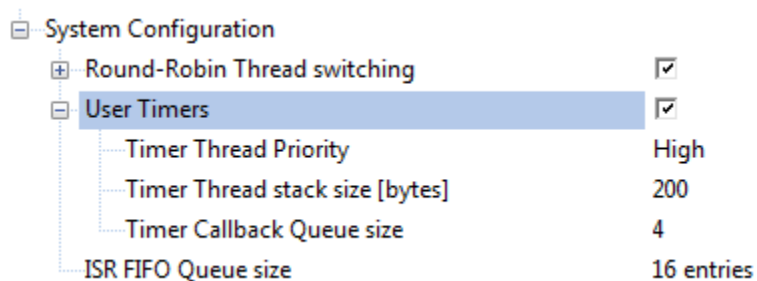 System Configuration
Round-Robin Thread switching
User Timers
Timer Thread Priority High
Timer Thread stack size [bytes] 200
Timer Callback Queue size 4
ISR FIFO Queue size 16 entries